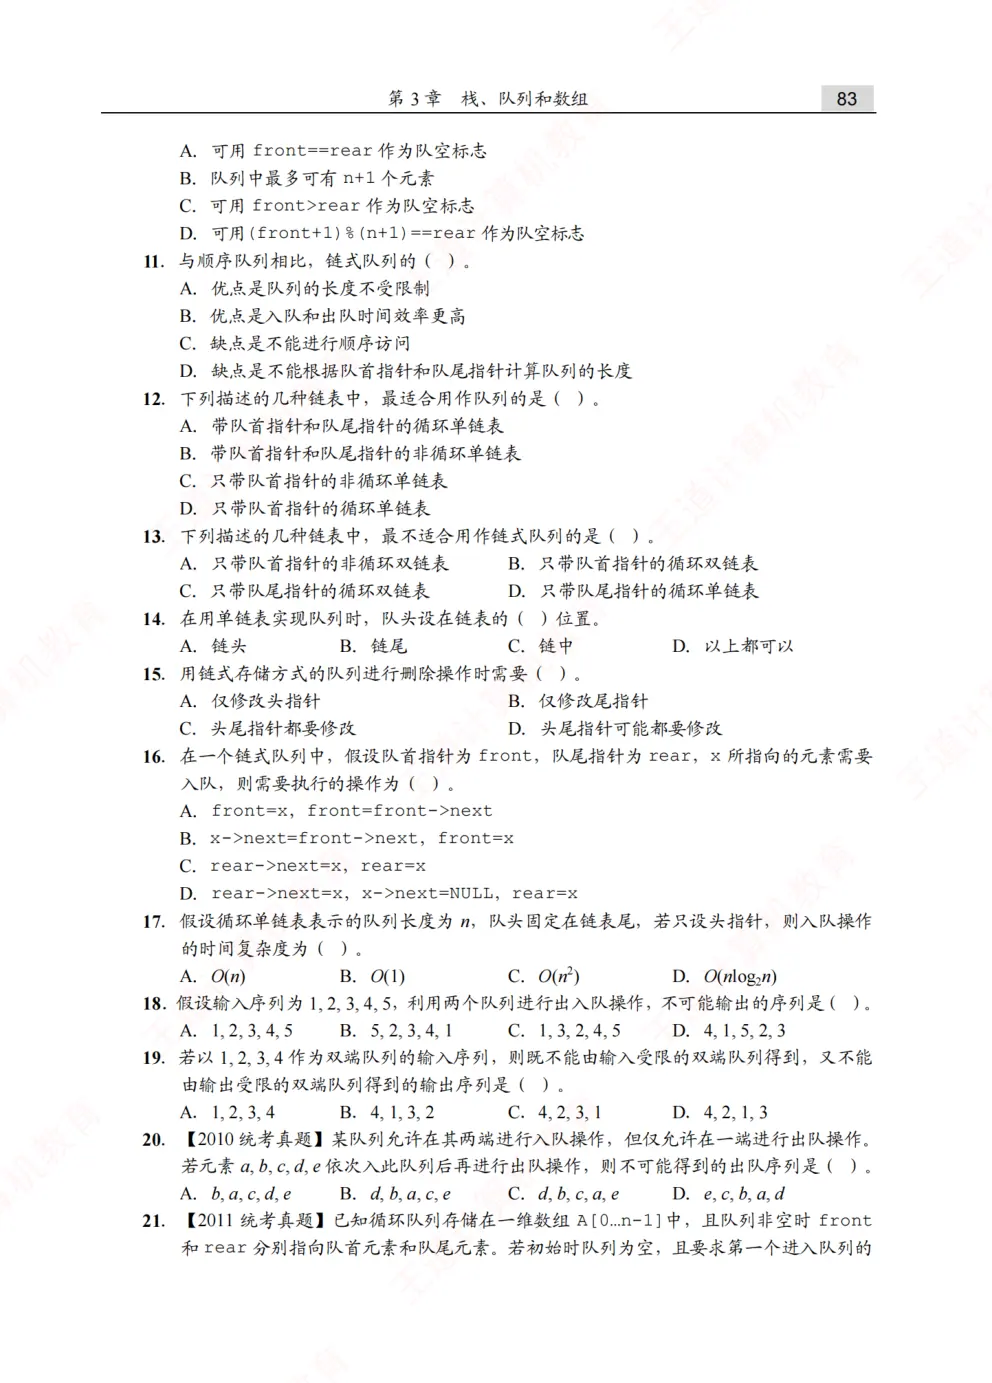 第 3 章 栈、队列和数组 83
A. 可用 front==rear 作为队空标志
B. 队列中最多可有 n+1 个元素
C. 可用 front>rear 作为队空标志
D. 可用(front+1)%(n+1)==rear 作为队空标志
11. 与顺序队列相比，链式队列的（ ）。
A. 优点是队列的长度不受限制
B. 优点是入队和出队时间效率更高
C. 缺点是不能进行顺序访问
D. 缺点是不能根据队首指针和队尾指针计算队列的长度
12. 下列描述的几种链表中，最适合用作队列的是（ ）。
A. 带队首指针和队尾指针的循环单链表
B. 带队首指针和队尾指针的非循环单链表
C. 只带队首指针的非循环单链表
D. 只带队首指针的循环单链表
13. 下列描述的几种链表中，最不适合用作链式队列的是（ ）。
A. 只带队首指针的非循环双链表 B. 只带队首指针的循环双链表
C. 只带队尾指针的循环双链表 D. 只带队尾指针的循环单链表
14. 在用单链表实现队列时，队头设在链表的（ ）位置。
A. 链头 B. 链尾 C. 链中 D. 以上都可以
15. 用链式存储方式的队列进行删除操作时需要（ ）。
A. 仅修改头指针 B. 仅修改尾指针
C. 头尾指针都要修改 D. 头尾指针可能都要修改
16. 在一个链式队列中，假设队首指针为 front，队尾指针为 rear，x 所指向的元素需要
入队，则需要执行的操作为（ ）。
A. front=x，front=front->next
B. x->next=front->next，front=x
C. rear->next=x，rear=x
D. rear->next=x，x->next=NULL，rear=x
17. 假设循环单链表表示的队列长度为 n，队头固定在链表尾，若只设头指针，则入队操作
的时间复杂度为（ ）。
A. O(n) B. O(1) C. O(n²) D. O(nlog₂n)
18. 假设输入序列为 1, 2, 3, 4, 5，利用两个队列进行出入队操作，不可能输出的序列是（ ）。
A. 1, 2, 3, 4, 5 B. 5, 2, 3, 4, 1 C. 1, 3, 2, 4, 5 D. 4, 1, 5, 2, 3
19. 若以 1, 2, 3, 4 作为双端队列的输入序列，则既不能由输入受限的双端队列得到，又不能
由输出受限的双端队列得到的输出序列是（ ）。
A. 1, 2, 3, 4 B. 4, 1, 3, 2 C. 4, 2, 3, 1 D. 4, 2, 1, 3
20. 【2010 统考真题】某队列允许在其两端进行入队操作，但仅允许在一端进行出队操作。
若元素 a, b, c, d, e 依次入此队列后再进行出队操作，则不可能得到的出队序列是（ ）。
A. b, a, c, d, e B. d, b, a, c, e C. d, b, c, a, e D. e, c, b, a, d
21. 【2011 统考真题】已知循环队列存储在一维数组 A[0…n-1]中，且队列非空时 front
和 rear 分别指向队首元素和队尾元素。若初始时队列为空，且要求第一个进入队列的